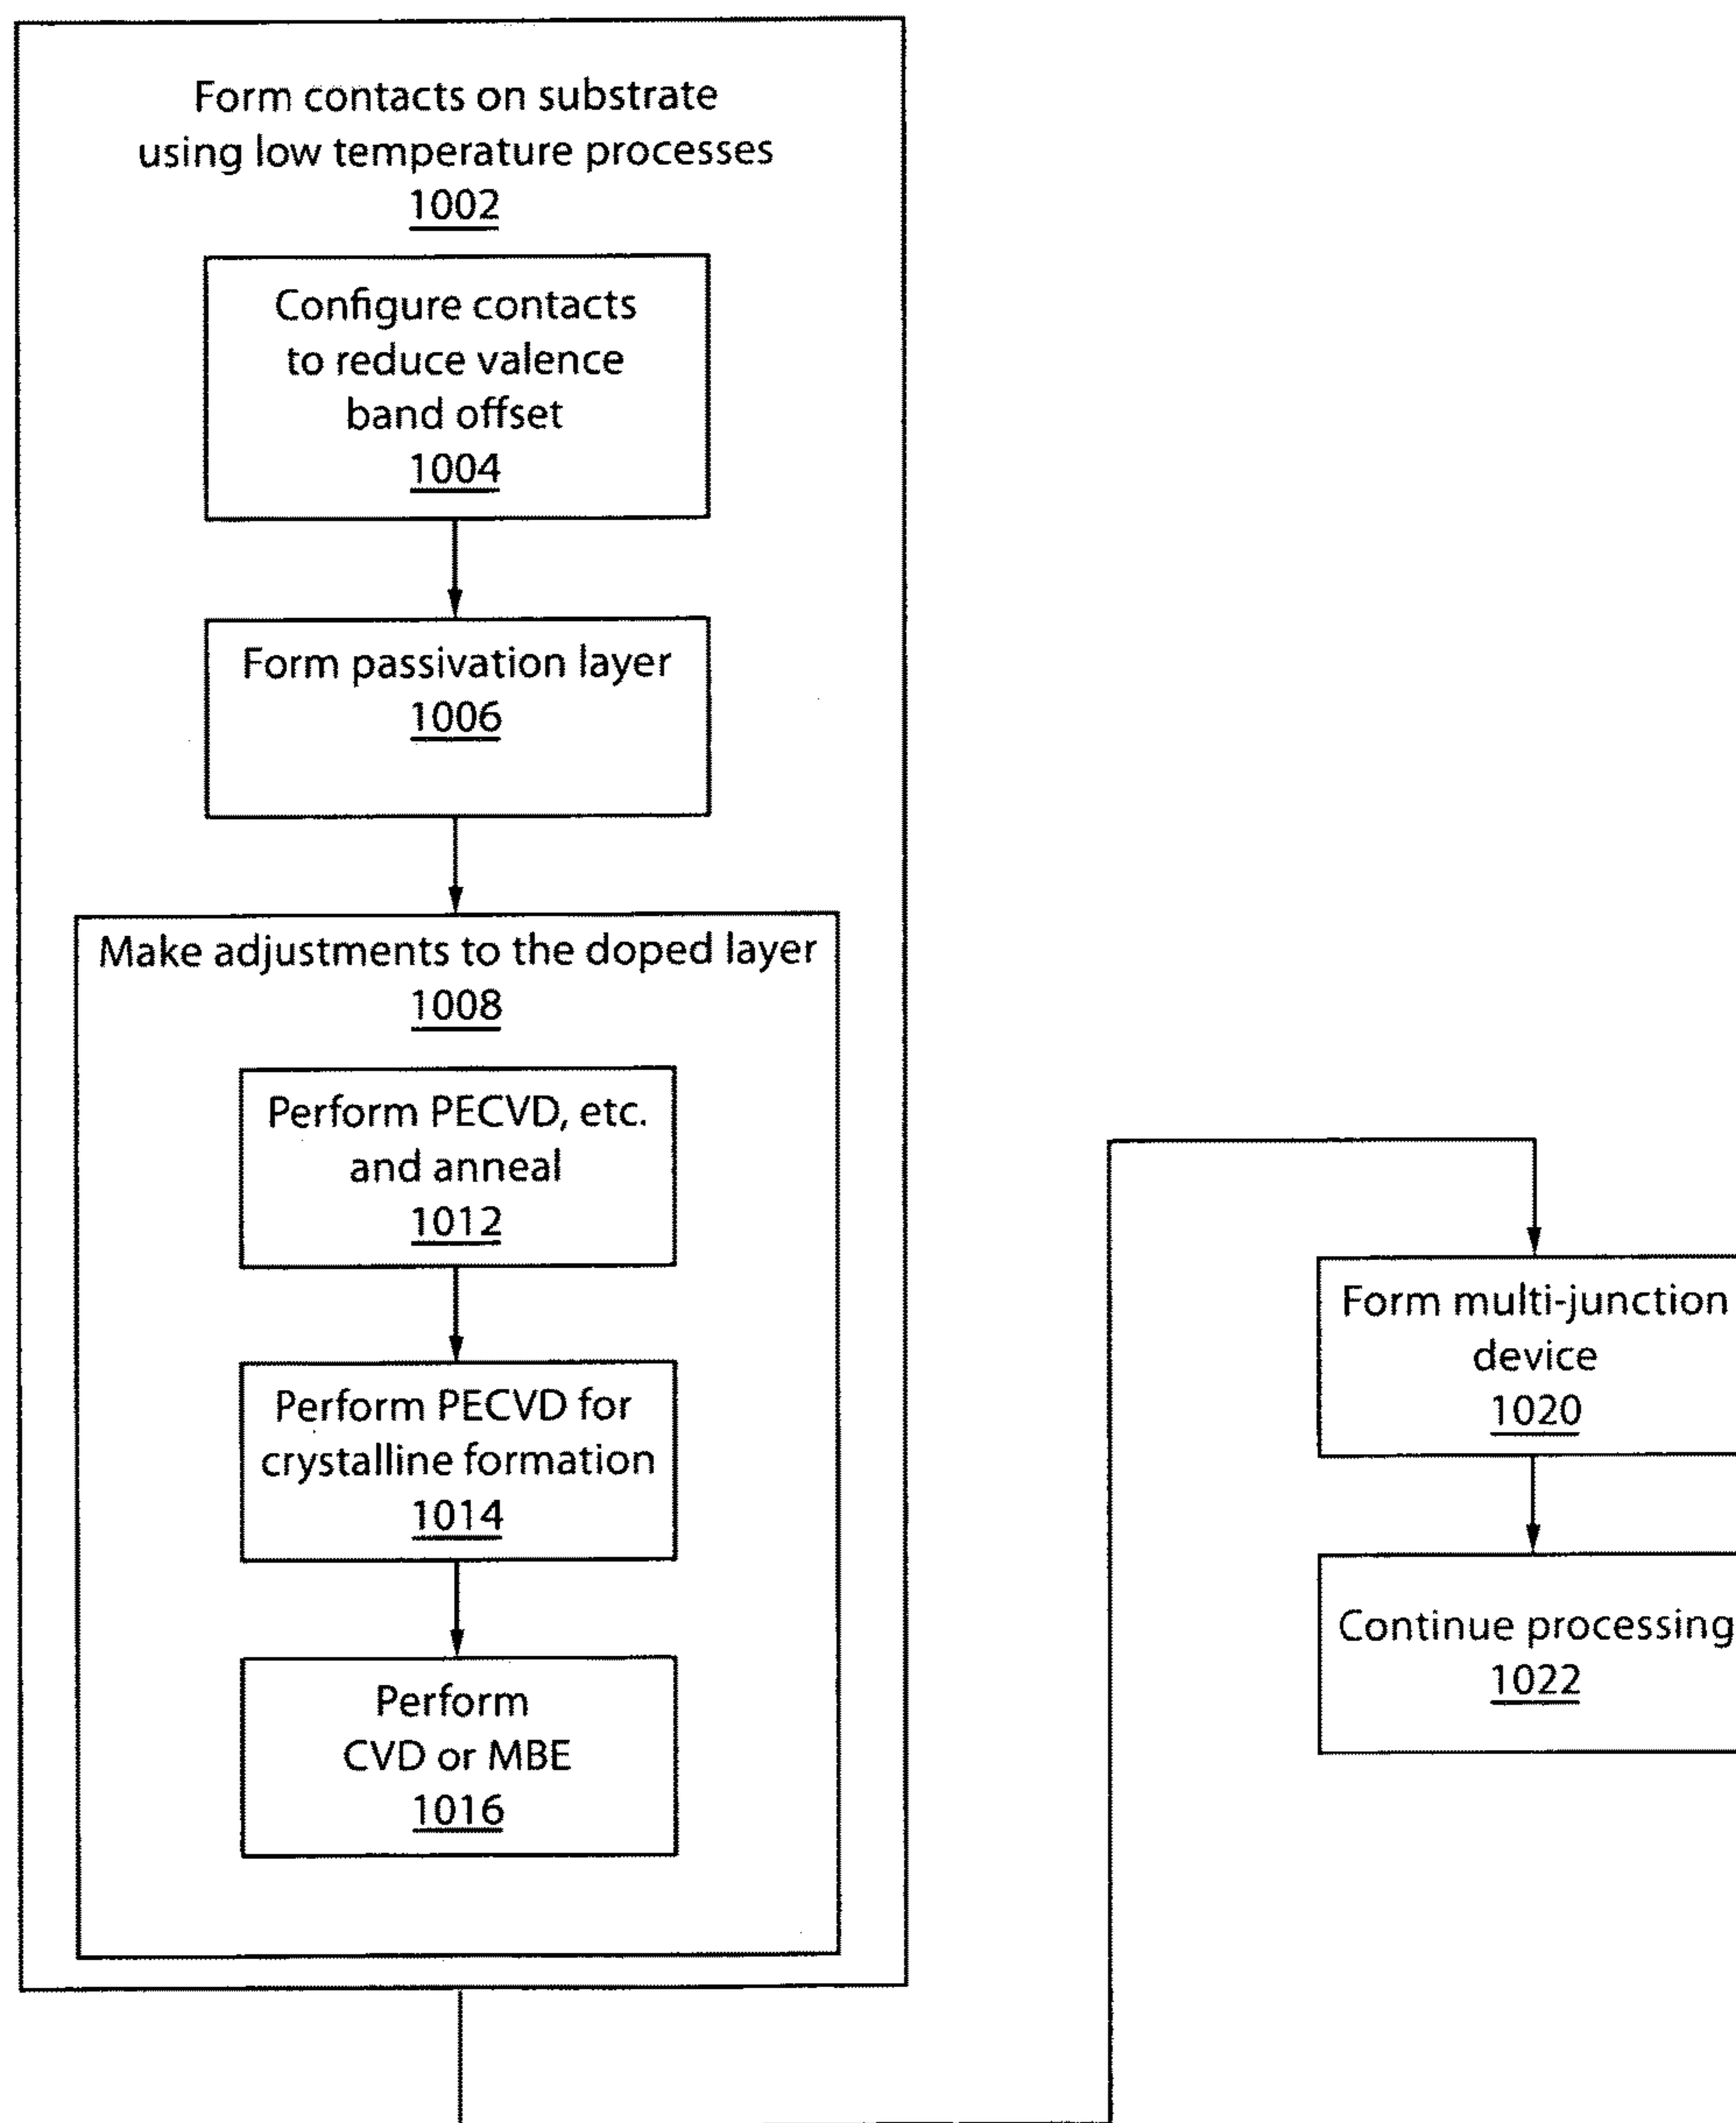 Form contacts on substrate
using low temperature processes
1002
Configure contacts
to reduce valence
band offset
1004
Form passivation layer
1006
Make adjustments to the doped layer
1008
Perform PECVD, etc.
and anneal
1012
Perform PECVD for
crystalline formation
1014
Perform
CVD or MBE
1016
Form multi-junction
device
1020
Continue processing
1022